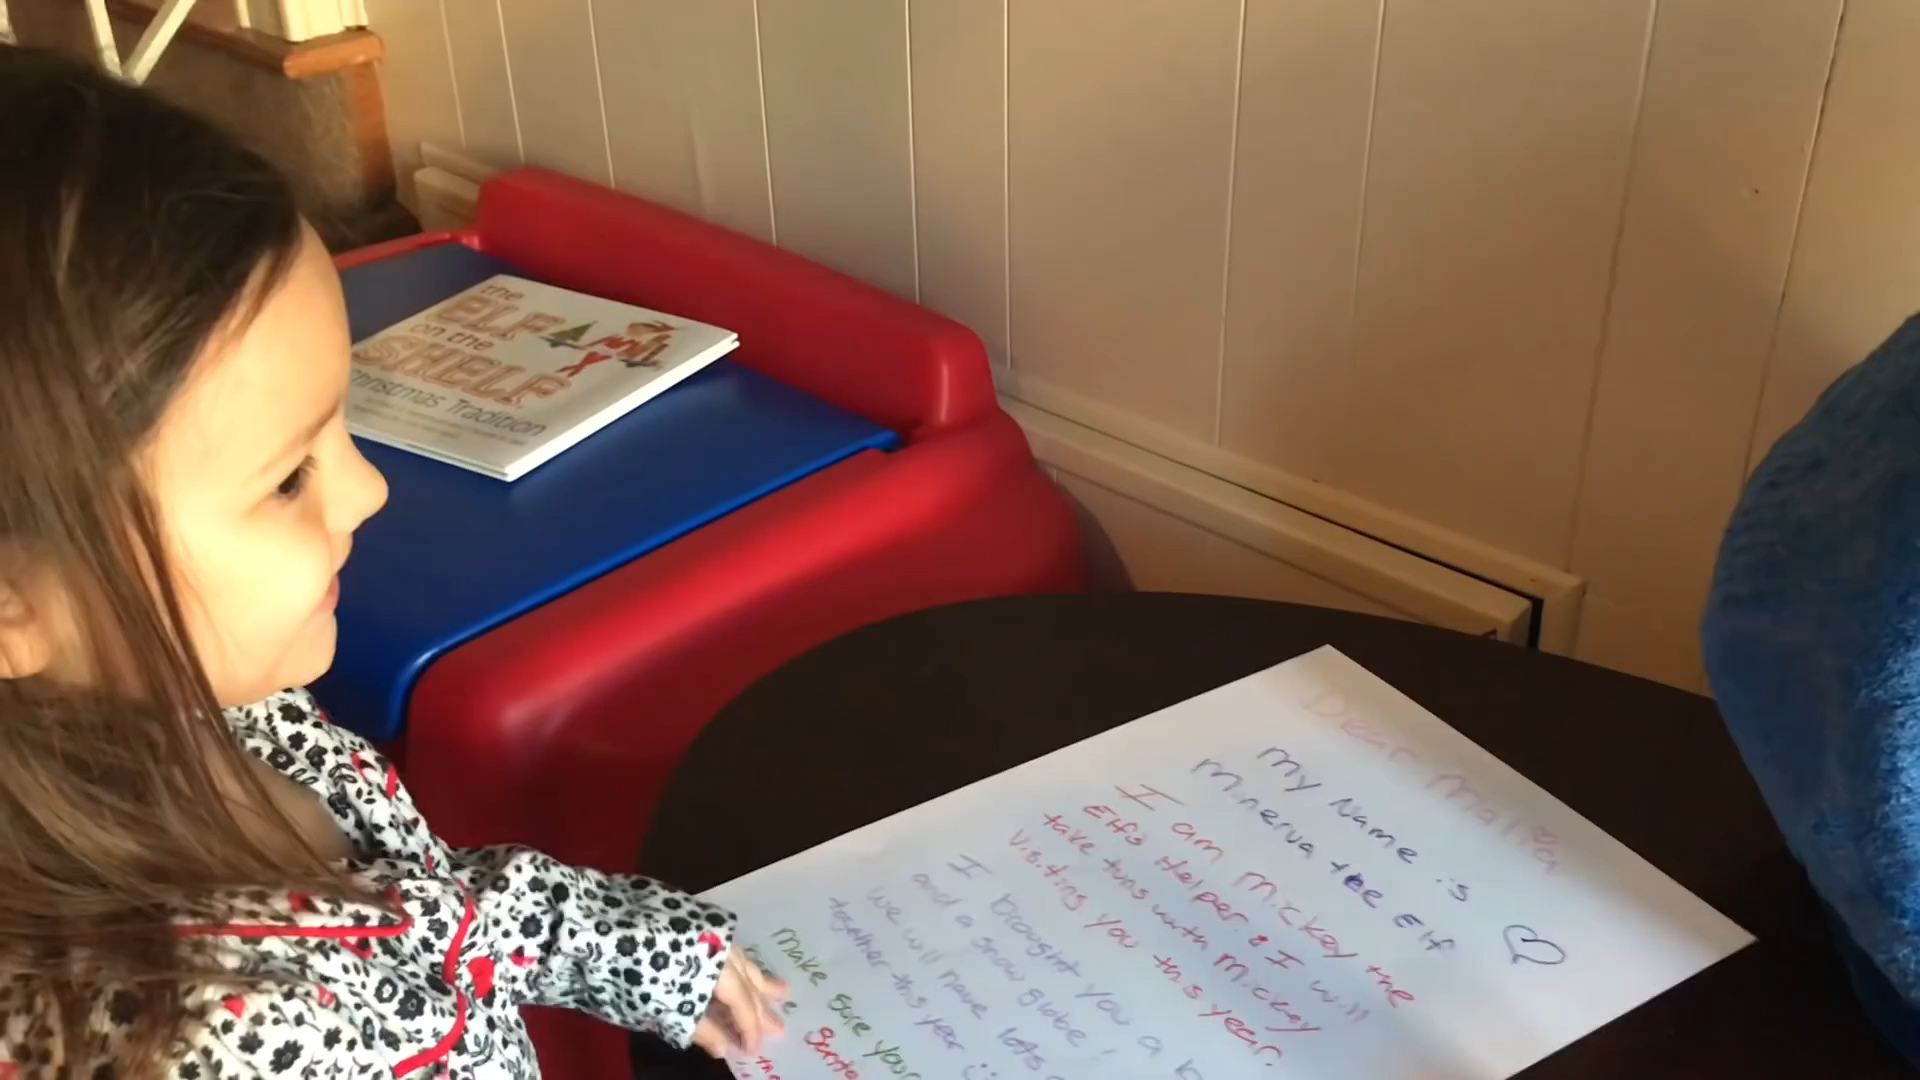 the
ELF
on the
SHELF
Christmas Tradition
Dear Malia
My Name is
Minerva the Elf
I am Mickey the
Elf's Helper & I will
take turns with Mickey
Visiting you this year.
I brought you a
and a snow globe!
we will have lots
together this year
make sure your
Santa
the